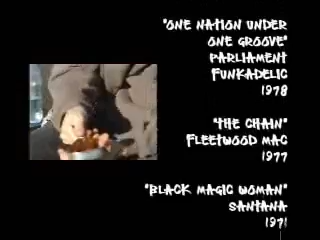 "ONE NATION UNDER
ONE GROOVE"
PARLIAMENT
FUNKADELIC
1978
"THE CHAIN"
FLEETWOOD MAC
1977
"BLACK MAGIC WOMAN"
SANTANA
1971